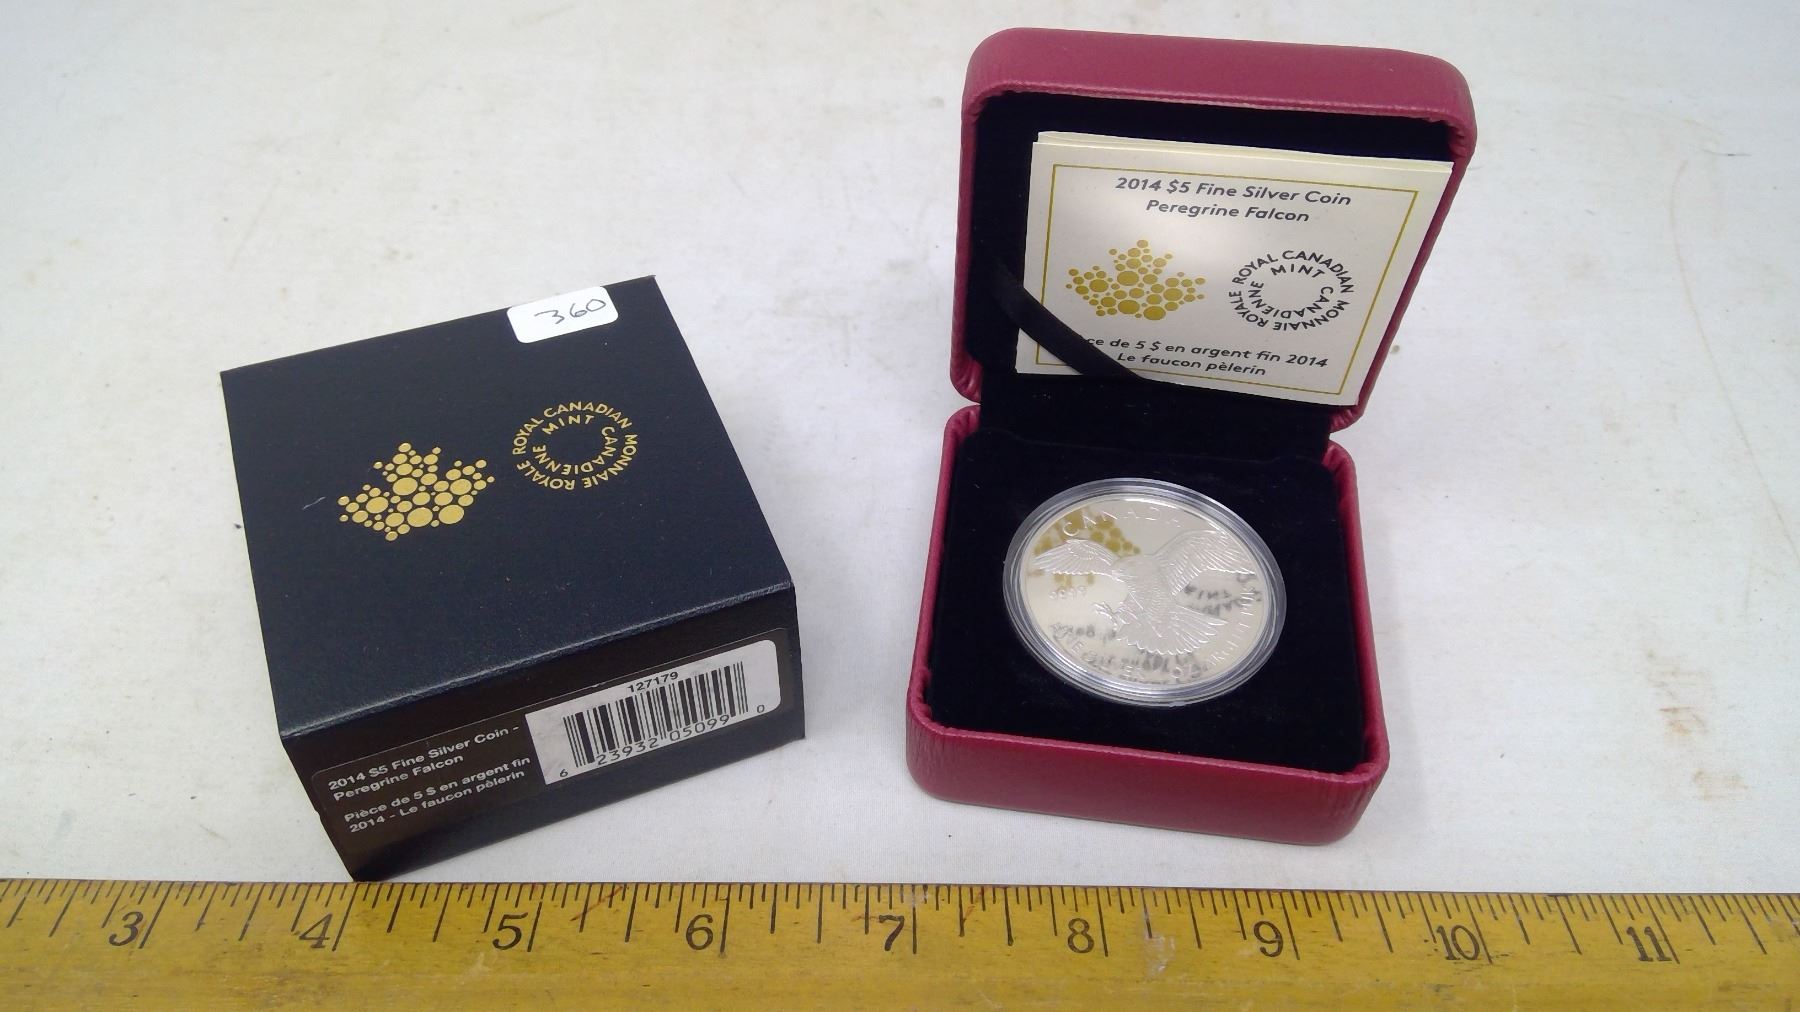 360
ROYAL CANADIAN MINT
MONNAIE ROYALE CANADIENNE
127179
6 23932 05099 0
2014 $5 Fine Silver Coin -
Peregrine Falcon
Pièce de 5 $ en argent fin
2014 - Le faucon pèlerin
2014 $5 Fine Silver Coin
Peregrine Falcon
ROYAL CANADIAN MINT
MONNAIE ROYALE CANADIENNE
ce de 5 $ en argent fin 2014
Le faucon pèlerin
CANADA
9999
3 4 5 6 7 8 9 10 11